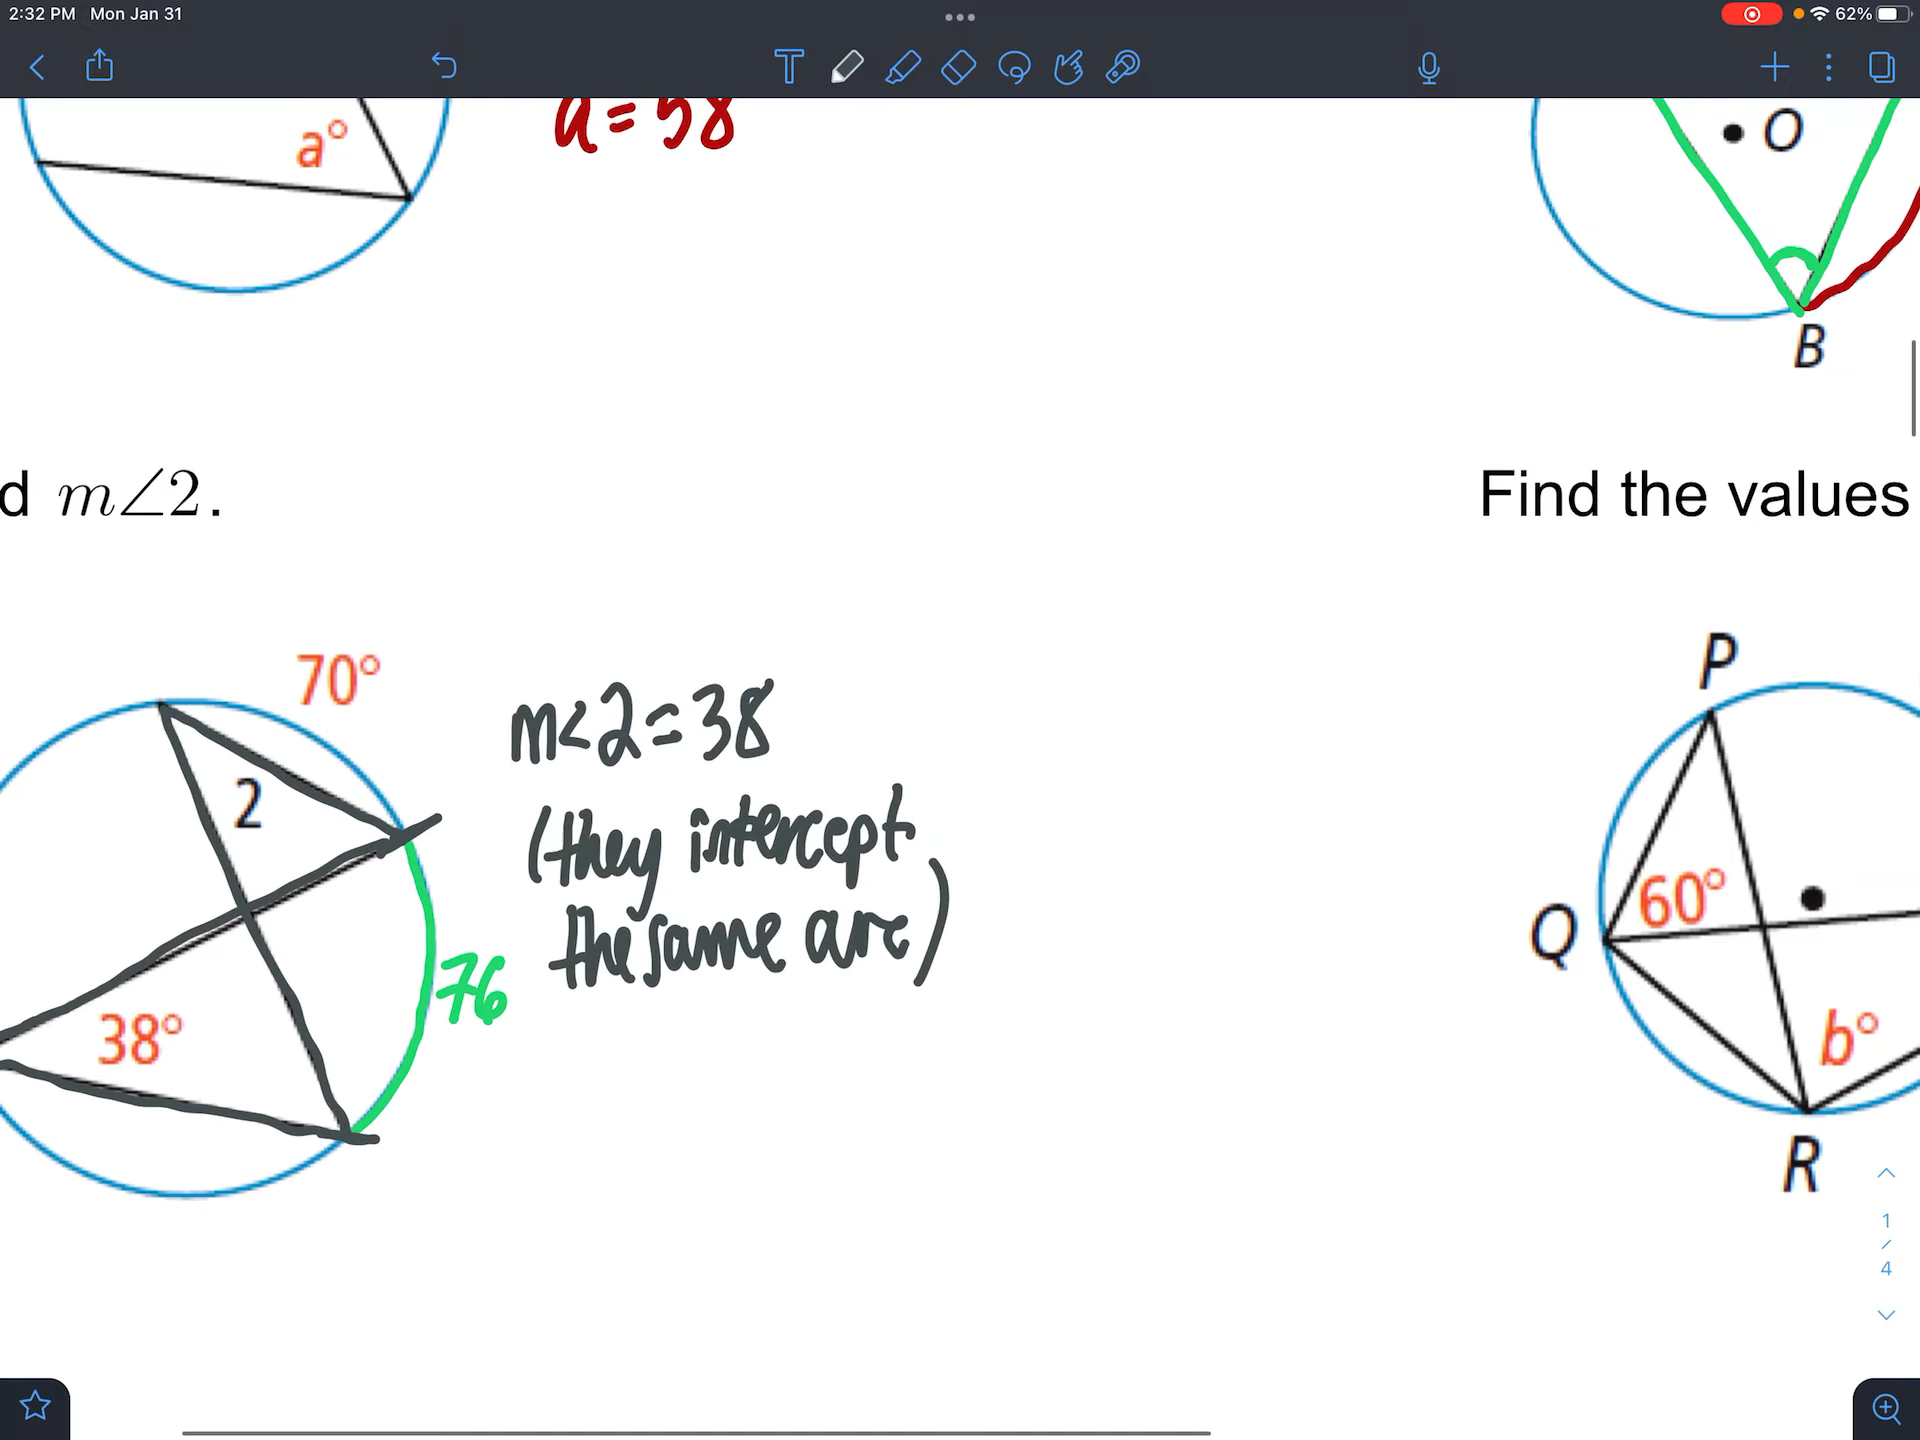 2:32 PM Mon Jan 31
62%
a°
a = 58
O
B
d m∠2.
Find the values
70°
2
38°
76
m<2=38
(they intercept
the same arc)
P
Q
60°
b°
R
1
/
4